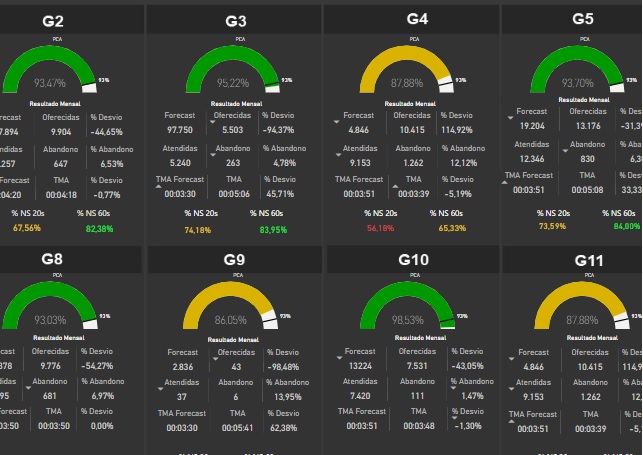 G2
PCA
93.47%
93%
Resultado Mensal
Forecast Oferecidas % Desvio
7.894 9.904 -44,65%
ndidas Abandono % Abandono
.257 647 6,53%
Forecast TMA % Desvio
:04:20 00:04:18 -0,77%
% NS 20s % NS 60s
67,56% 82,38%
G3
PCA
95,22%
93%
Resultado Mensal
Forecast Oferecidas % Desvio
97.750 5.503 -94,37%
Atendidas Abandono % Abandono
5.240 263 4,78%
TMA Forecast TMA % Desvio
00:03:30 00:05:06 45,71%
% NS 20s % NS 60s
74,18% 83,95%
G4
PCA
87,88%
93%
Resultado Mensal
Forecast Oferecidas % Desvio
4.846 10.415 114,92%
Atendidas Abandono % Abandono
9.153 1.262 12,12%
TMA Forecast TMA % Desvio
00:03:51 00:03:39 -5,19%
% NS 20s % NS 60s
56,18% 65,33%
G5
PCA
93,70%
93%
Resultado Mensal
Forecast Oferecidas % Desvi
19.204 13.176 -31,3
Atendidas Abandono % Aba
12.346 830 6,3
TMA Forecast TMA % Desv
00:03:51 00:05:08 33,33
% NS 20s % NS 60s
73,59% 84,00%
G8
PCA
93,03%
93%
Resultado Mensal
cast Oferecidas % Desvio
378 9.776 -54,27%
didas Abandono % Abandono
95 681 6,97%
Forecast TMA % Desvio
03:50 00:03:50 0,00%
G9
PCA
86,05%
93%
Resultado Mensal
Forecast Oferecidas % Desvio
2.836 43 -98,48%
Atendidas Abandono % Abandono
37 6 13,95%
TMA Forecast TMA % Desvio
00:03:30 00:05:41 62,38%
G10
PCA
98,53%
93%
Resultado Mensal
Forecast Oferecidas % Desvio
13224 7.531 -43,05%
Atendidas Abandono % Abandono
7.420 111 1,47%
TMA Forecast TMA % Desvio
00:03:51 00:03:48 -1,30%
G11
PCA
87,88%
93%
Resultado Mensal
Forecast Oferecidas % Desvi
4.846 10.415 114,9
Atendidas Abandono % Aba
9.153 1.262 12,
TMA Forecast TMA % Desv
00:03:51 00:03:39 -5,